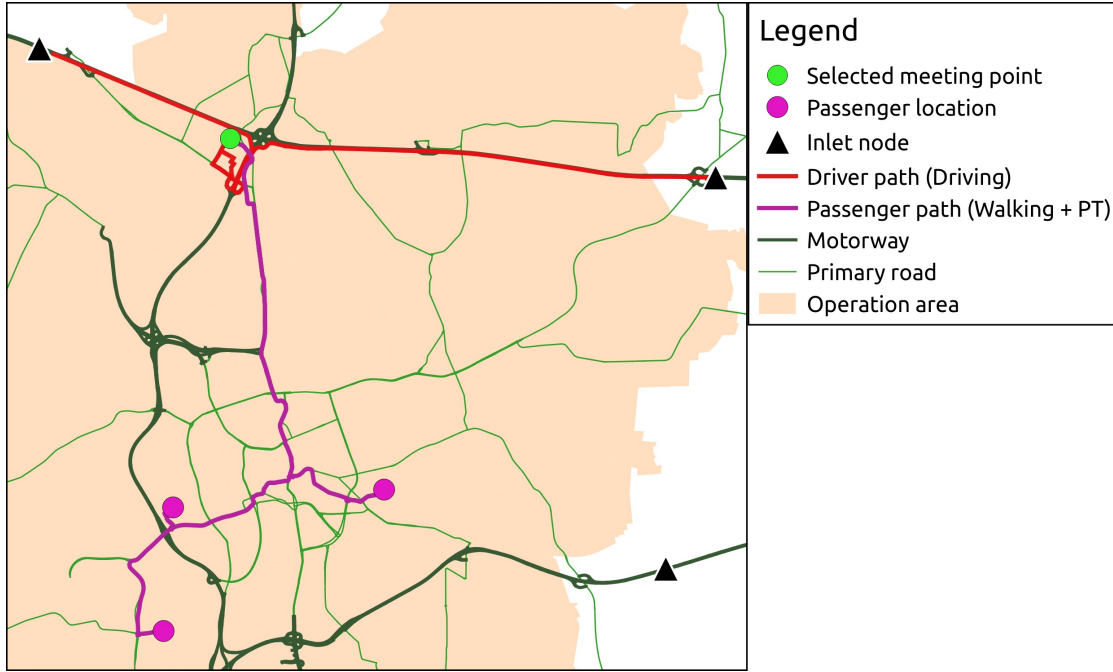 Legend
Selected meeting point
Passenger location
Inlet node
Driver path (Driving)
Passenger path (Walking + PT)
Motorway
Primary road
Operation area